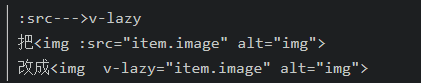 :src--->v-lazy
把<img :src="item.image" alt="img">
改成<img  v-lazy="item.image" alt="img">